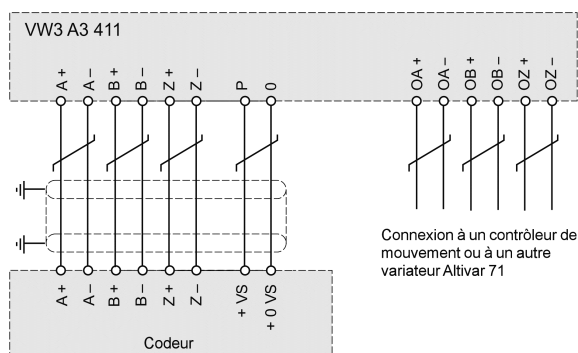 VW3 A3 411
A +
A –
B +
B –
Z +
Z –
P
0
OA +
OA –
OB +
OB –
OZ +
OZ –
Connexion à un contrôleur de
mouvement ou à un autre
variateur Altivar 71
A +
A –
B +
B –
Z +
Z –
+ VS
+ 0 VS
Codeur